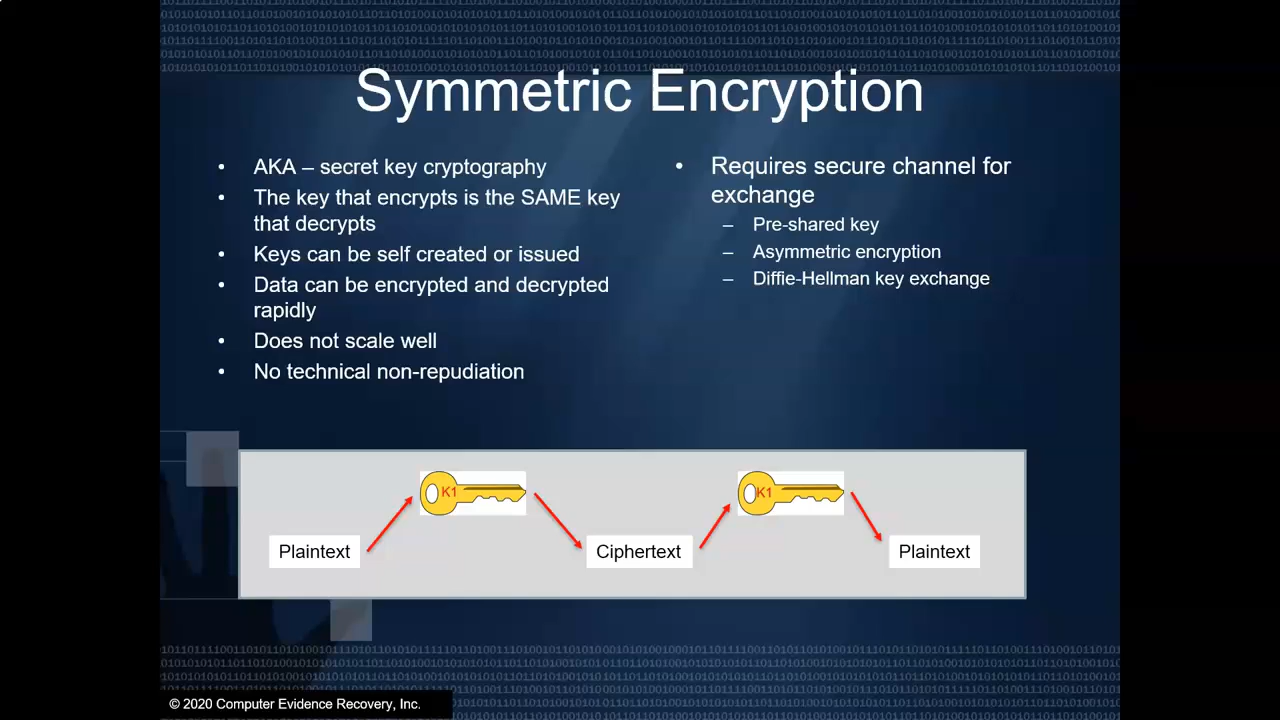 Symmetric Encryption
• AKA – secret key cryptography
• The key that encrypts is the SAME key
that decrypts
• Keys can be self created or issued
• Data can be encrypted and decrypted
rapidly
• Does not scale well
• No technical non-repudiation
• Requires secure channel for
exchange
– Pre-shared key
– Asymmetric encryption
– Diffie-Hellman key exchange
K1
K1
Plaintext
Ciphertext
Plaintext
© 2020 Computer Evidence Recovery, Inc.